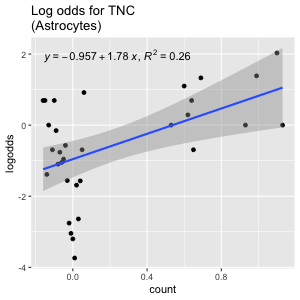 Log odds for TNC
(Astrocytes)
y = −0.957 + 1.78 x, R² = 0.26
2
0
-2
-4
logodds
0.0 0.4 0.8
count